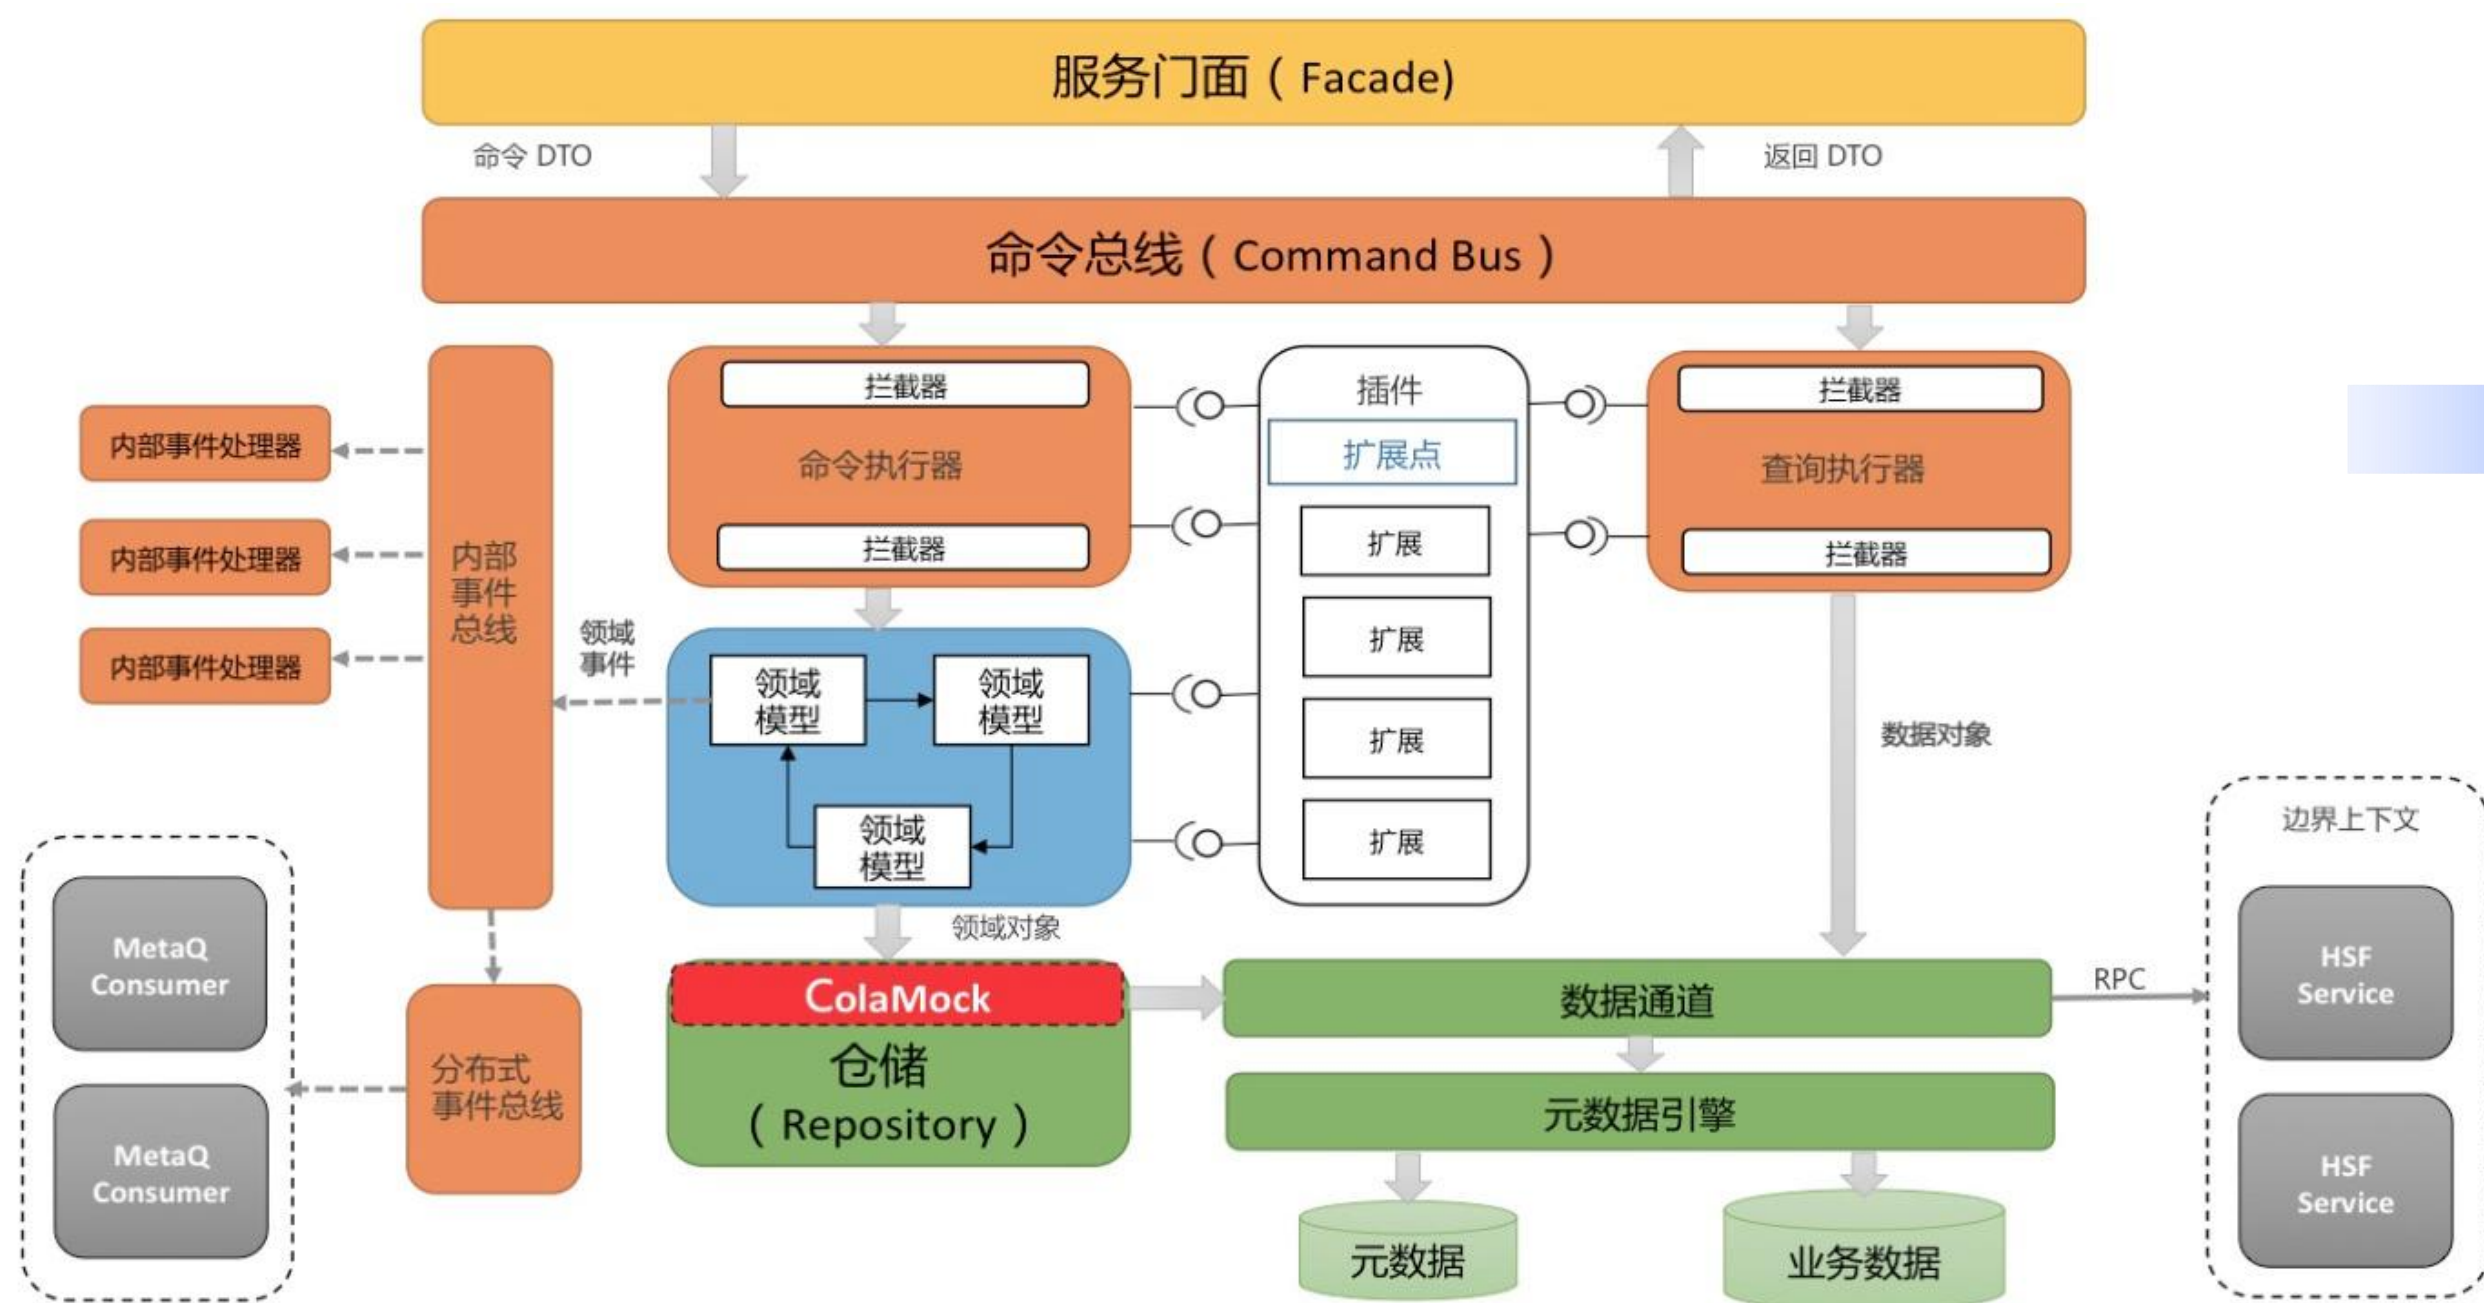 服务门面（Facade)
命令 DTO
返回 DTO
命令总线（Command Bus）
拦截器
命令执行器
拦截器
插件
扩展点
扩展
扩展
扩展
扩展
拦截器
查询执行器
拦截器
内部事件处理器
内部事件处理器
内部事件处理器
内部
事件
总线
领域
事件
领域
模型
领域
模型
领域
模型
数据对象
领域对象
边界上下文
MetaQ
Consumer
MetaQ
Consumer
分布式
事件总线
ColaMock
仓储
（Repository）
数据通道
RPC
HSF
Service
HSF
Service
元数据引擎
元数据
业务数据